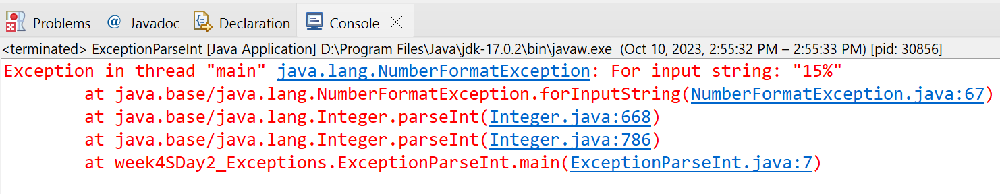 Problems @ Javadoc Declaration Console
<terminated> ExceptionParseInt [Java Application] D:\Program Files\Java\jdk-17.0.2\bin\javaw.exe (Oct 10, 2023, 2:55:32 PM – 2:55:33 PM) [pid: 30856]
Exception in thread "main" java.lang.NumberFormatException: For input string: "15%"
at java.base/java.lang.NumberFormatException.forInputString(NumberFormatException.java:67)
at java.base/java.lang.Integer.parseInt(Integer.java:668)
at java.base/java.lang.Integer.parseInt(Integer.java:786)
at week4SDay2_Exceptions.ExceptionParseInt.main(ExceptionParseInt.java:7)